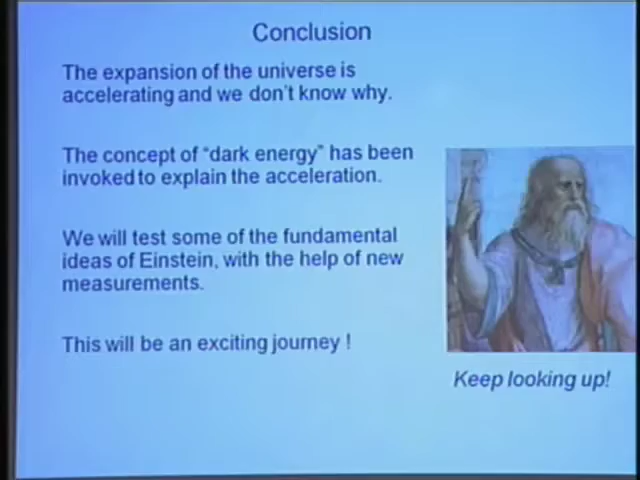 Conclusion
The expansion of the universe is
accelerating and we don't know why.
The concept of "dark energy" has been
invoked to explain the acceleration.
We will test some of the fundamental
ideas of Einstein, with the help of new
measurements.
This will be an exciting journey !
Keep looking up!